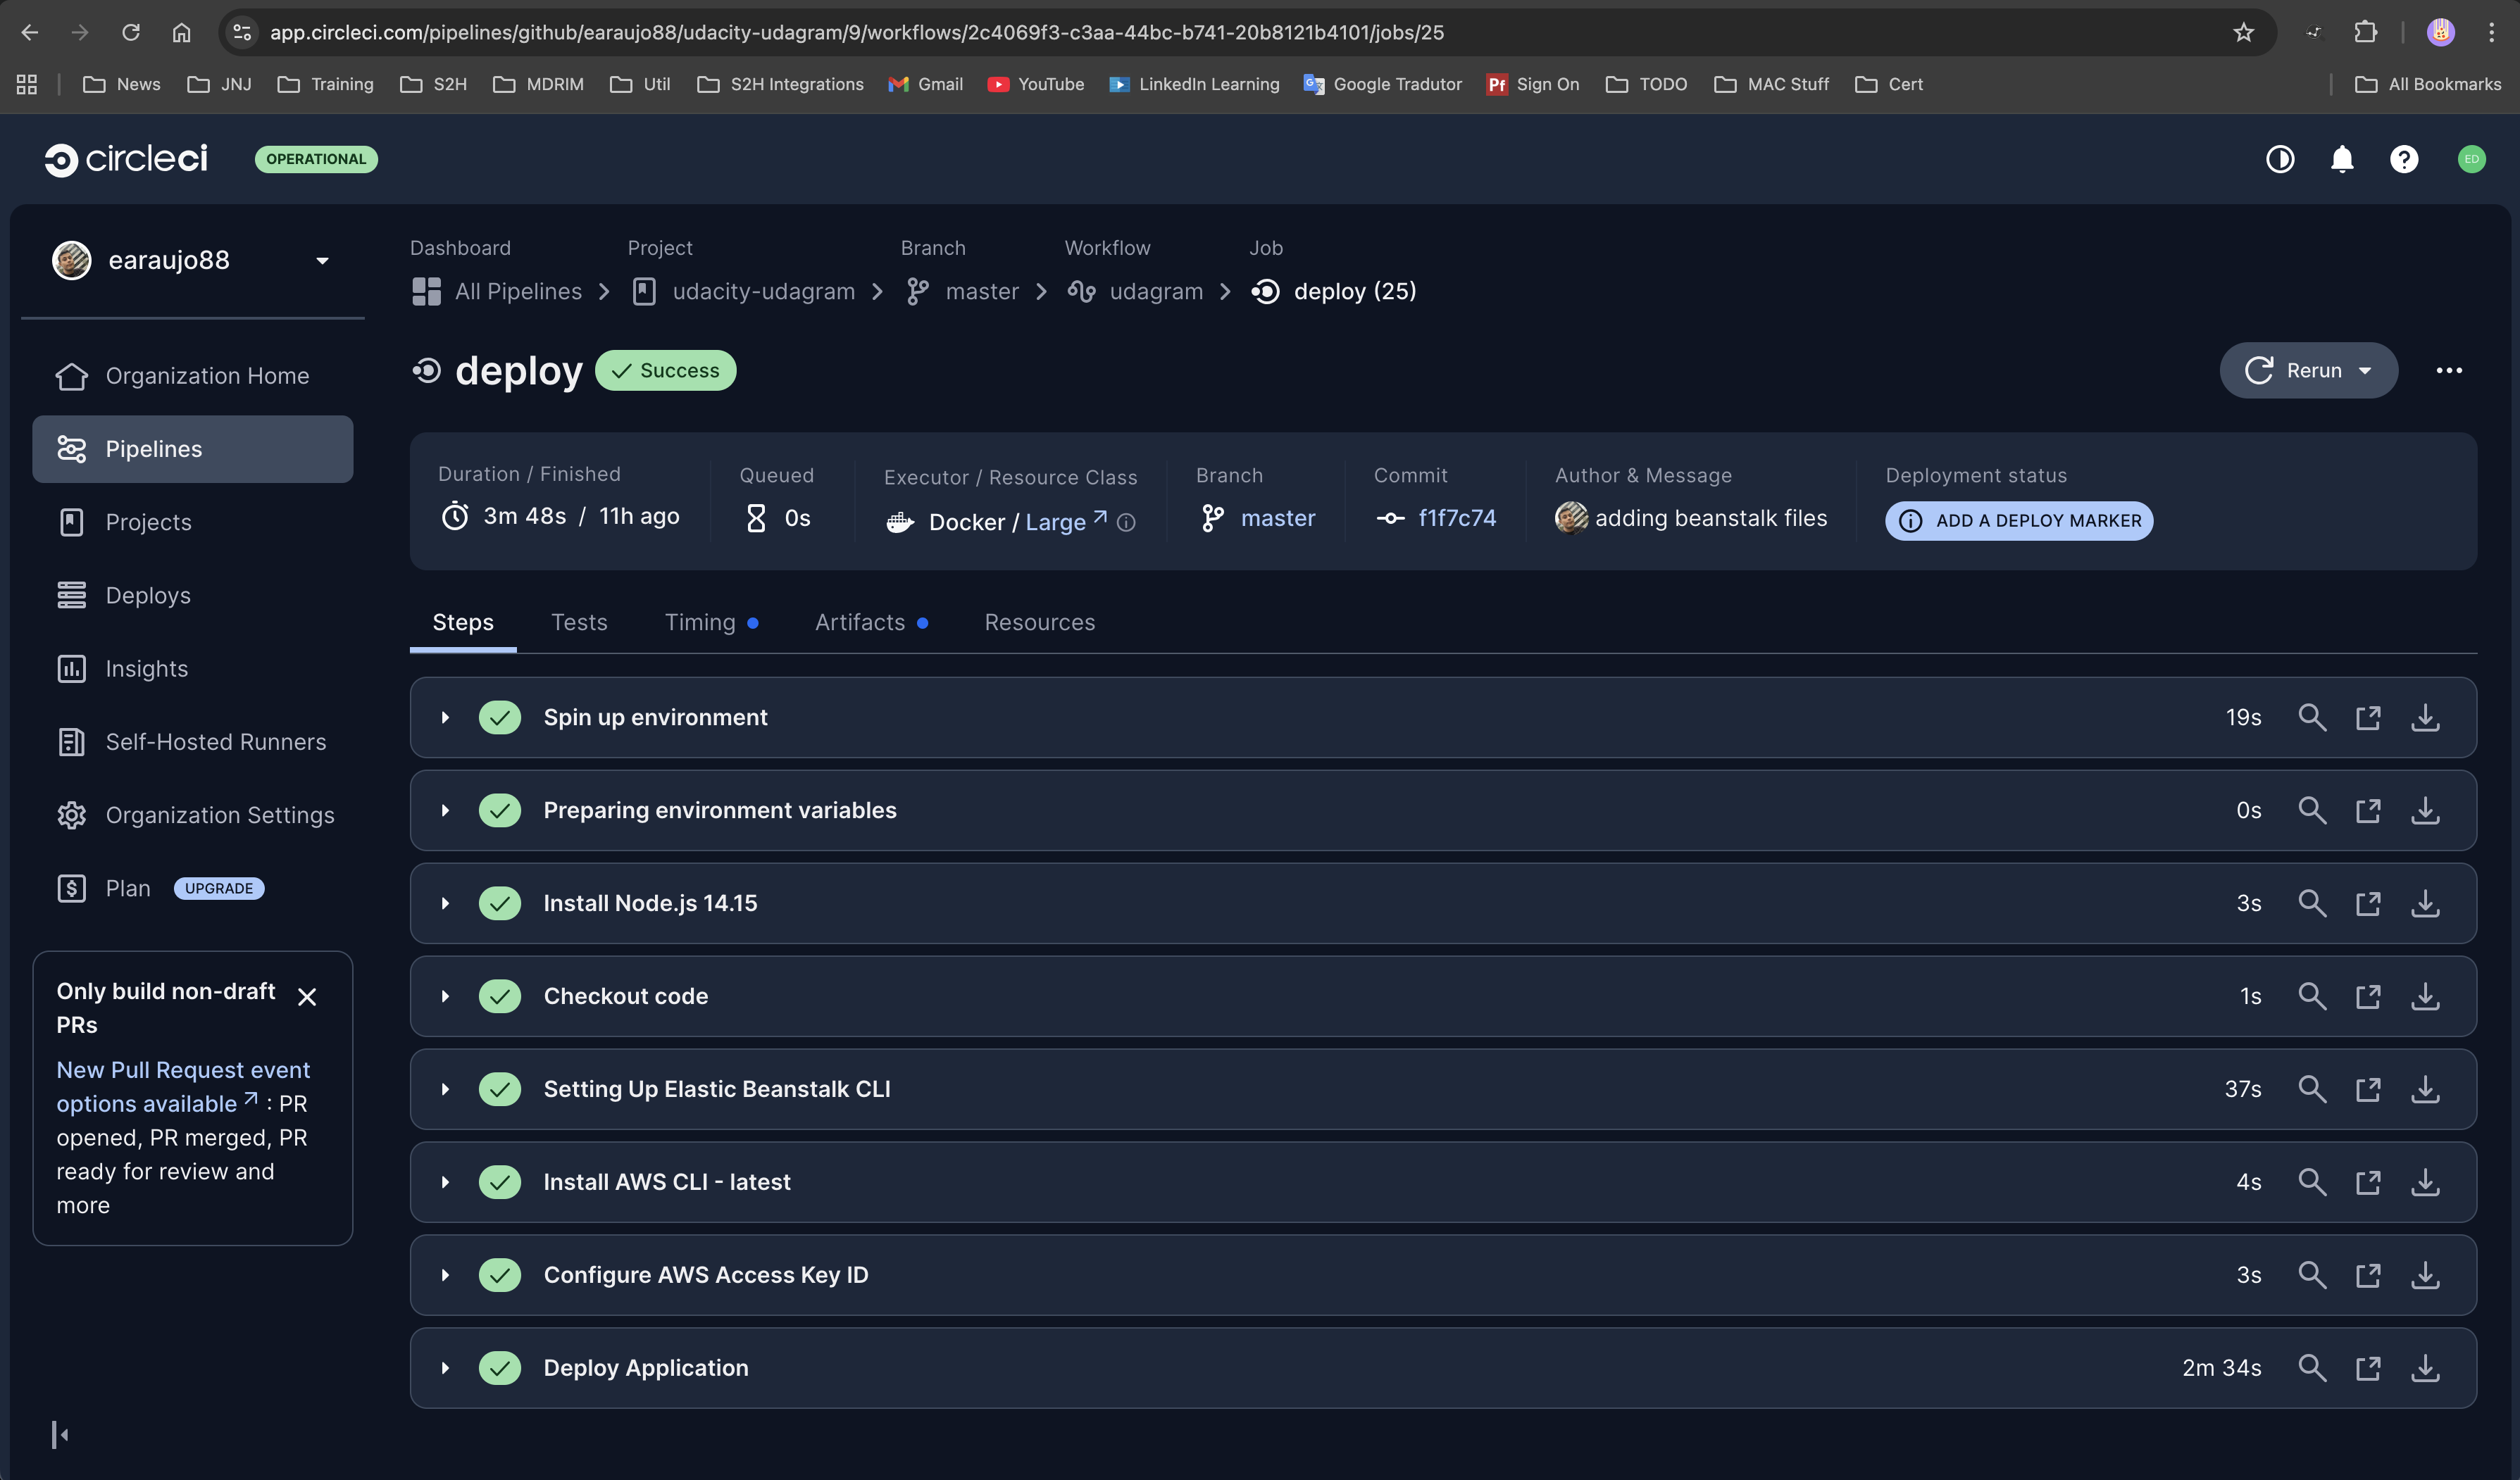 app.circleci.com/pipelines/github/earaujo88/udacity-udagram/9/workflows/2c4069f3-c3aa-44bc-b741-20b8121b4101/jobs/25
News JNJ Training S2H MDRIM Util S2H Integrations Gmail YouTube LinkedIn Learning Google Tradutor Pf Sign On TODO MAC Stuff Cert All Bookmarks
circleci OPERATIONAL ED
earaujo88
Organization Home
Pipelines
Projects
Deploys
Insights
Self-Hosted Runners
Organization Settings
Plan UPGRADE
Only build non-draft
PRs
New Pull Request event
options available : PR
opened, PR merged, PR
ready for review and
more
Dashboard Project Branch Workflow Job
All Pipelines udacity-udagram master udagram deploy (25)
deploy Success Rerun
Duration / Finished Queued Executor / Resource Class Branch Commit Author & Message Deployment status
3m 48s / 11h ago 0s Docker / Large master f1f7c74 adding beanstalk files ADD A DEPLOY MARKER
Steps Tests Timing Artifacts Resources
Spin up environment 19s
Preparing environment variables 0s
Install Node.js 14.15 3s
Checkout code 1s
Setting Up Elastic Beanstalk CLI 37s
Install AWS CLI - latest 4s
Configure AWS Access Key ID 3s
Deploy Application 2m 34s